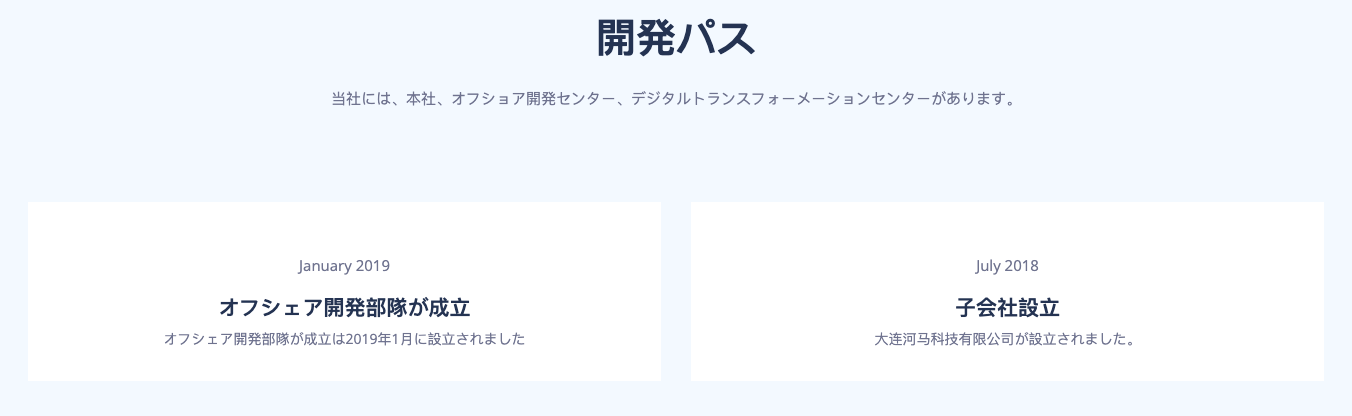 開発パス
当社には、本社、オフショア開発センター、デジタルトランスフォーメーションセンターがあります。
January 2019
オフシェア開発部隊が成立
オフシェア開発部隊が成立は2019年1月に設立されました
July 2018
子会社設立
大连河马科技有限公司が設立されました。